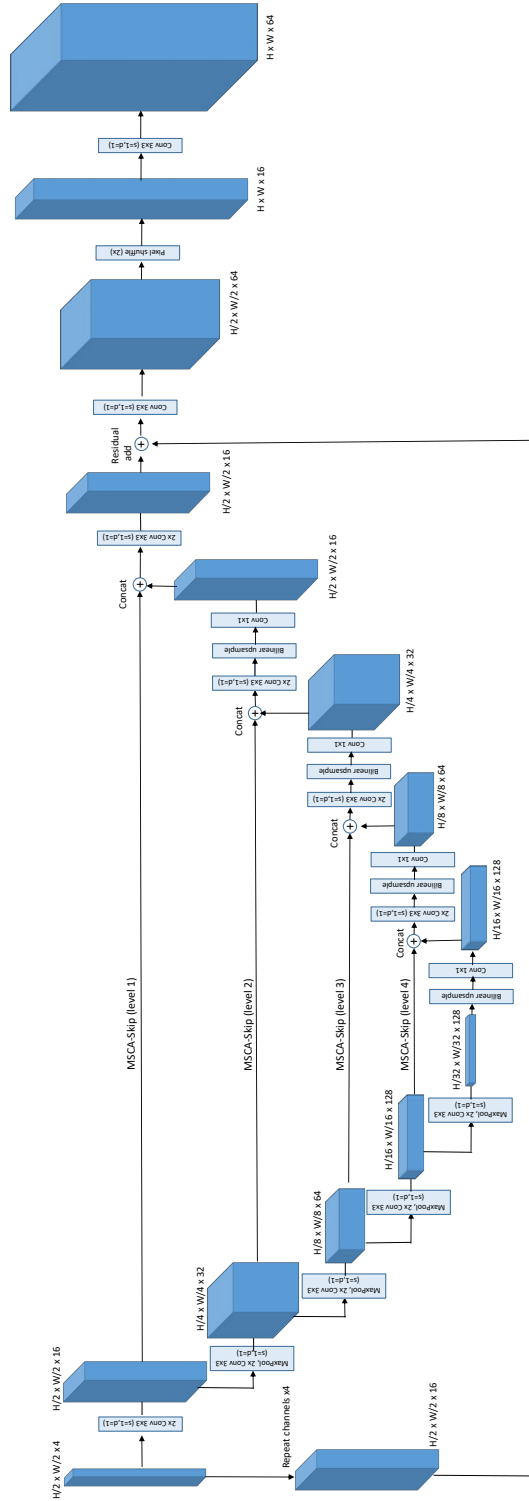 H x W x 64
Conv 3x3 (s=1,d=1)
H x W x 16
Pixel shuffle (2x)
H/2 x W/2 x 64
Conv 3x3 (s=1,d=1)
Residual
add
+
H/2 x W/2 x 16
2x Conv 3x3 (s=1,d=1)
Concat
+
H/2 x W/2 x 16
Conv 1x1
Bilinear upsample
2x Conv 3x3 (s=1,d=1)
Concat
+
H/4 x W/4 x 32
Conv 1x1
Bilinear upsample
2x Conv 3x3 (s=1,d=1)
Concat
+
H/8 x W/8 x 64
Conv 1x1
Bilinear upsample
2x Conv 3x3 (s=1,d=1)
Concat
+
H/16 x W/16 x 128
Conv 1x1
Bilinear upsample
H/32 x W/32 x 128
MaxPool, 2x Conv 3x3
(s=1,d=1)
MSCA-Skip (level 1)
MSCA-Skip (level 2)
MSCA-Skip (level 3)
MSCA-Skip (level 4)
H/16 x W/16 x 128
MaxPool, 2x Conv 3x3
(s=1,d=1)
H/8 x W/8 x 64
MaxPool, 2x Conv 3x3
(s=1,d=1)
H/4 x W/4 x 32
MaxPool, 2x Conv 3x3
(s=1,d=1)
H/2 x W/2 x 16
2x Conv 3x3 (s=1,d=1)
H/2 x W/2 x 4
Repeat channels x4
H/2 x W/2 x 16